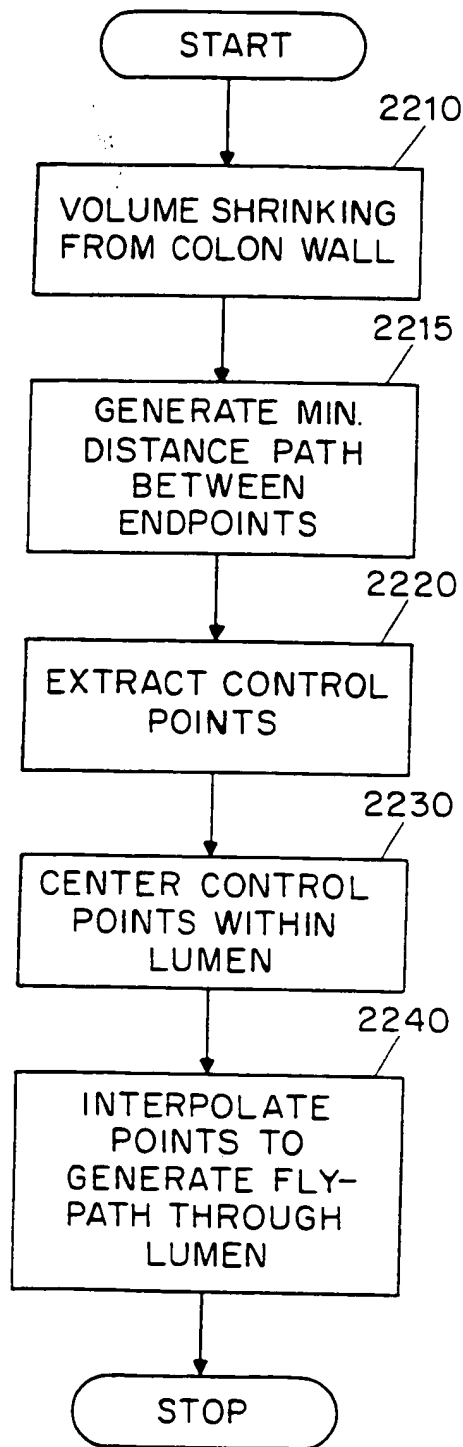 START
2210
VOLUME SHRINKING
FROM COLON WALL
2215
GENERATE MIN.
DISTANCE PATH
BETWEEN
ENDPOINTS
2220
EXTRACT CONTROL
POINTS
2230
CENTER CONTROL
POINTS WITHIN
LUMEN
2240
INTERPOLATE
POINTS TO
GENERATE FLY-
PATH THROUGH
LUMEN
STOP